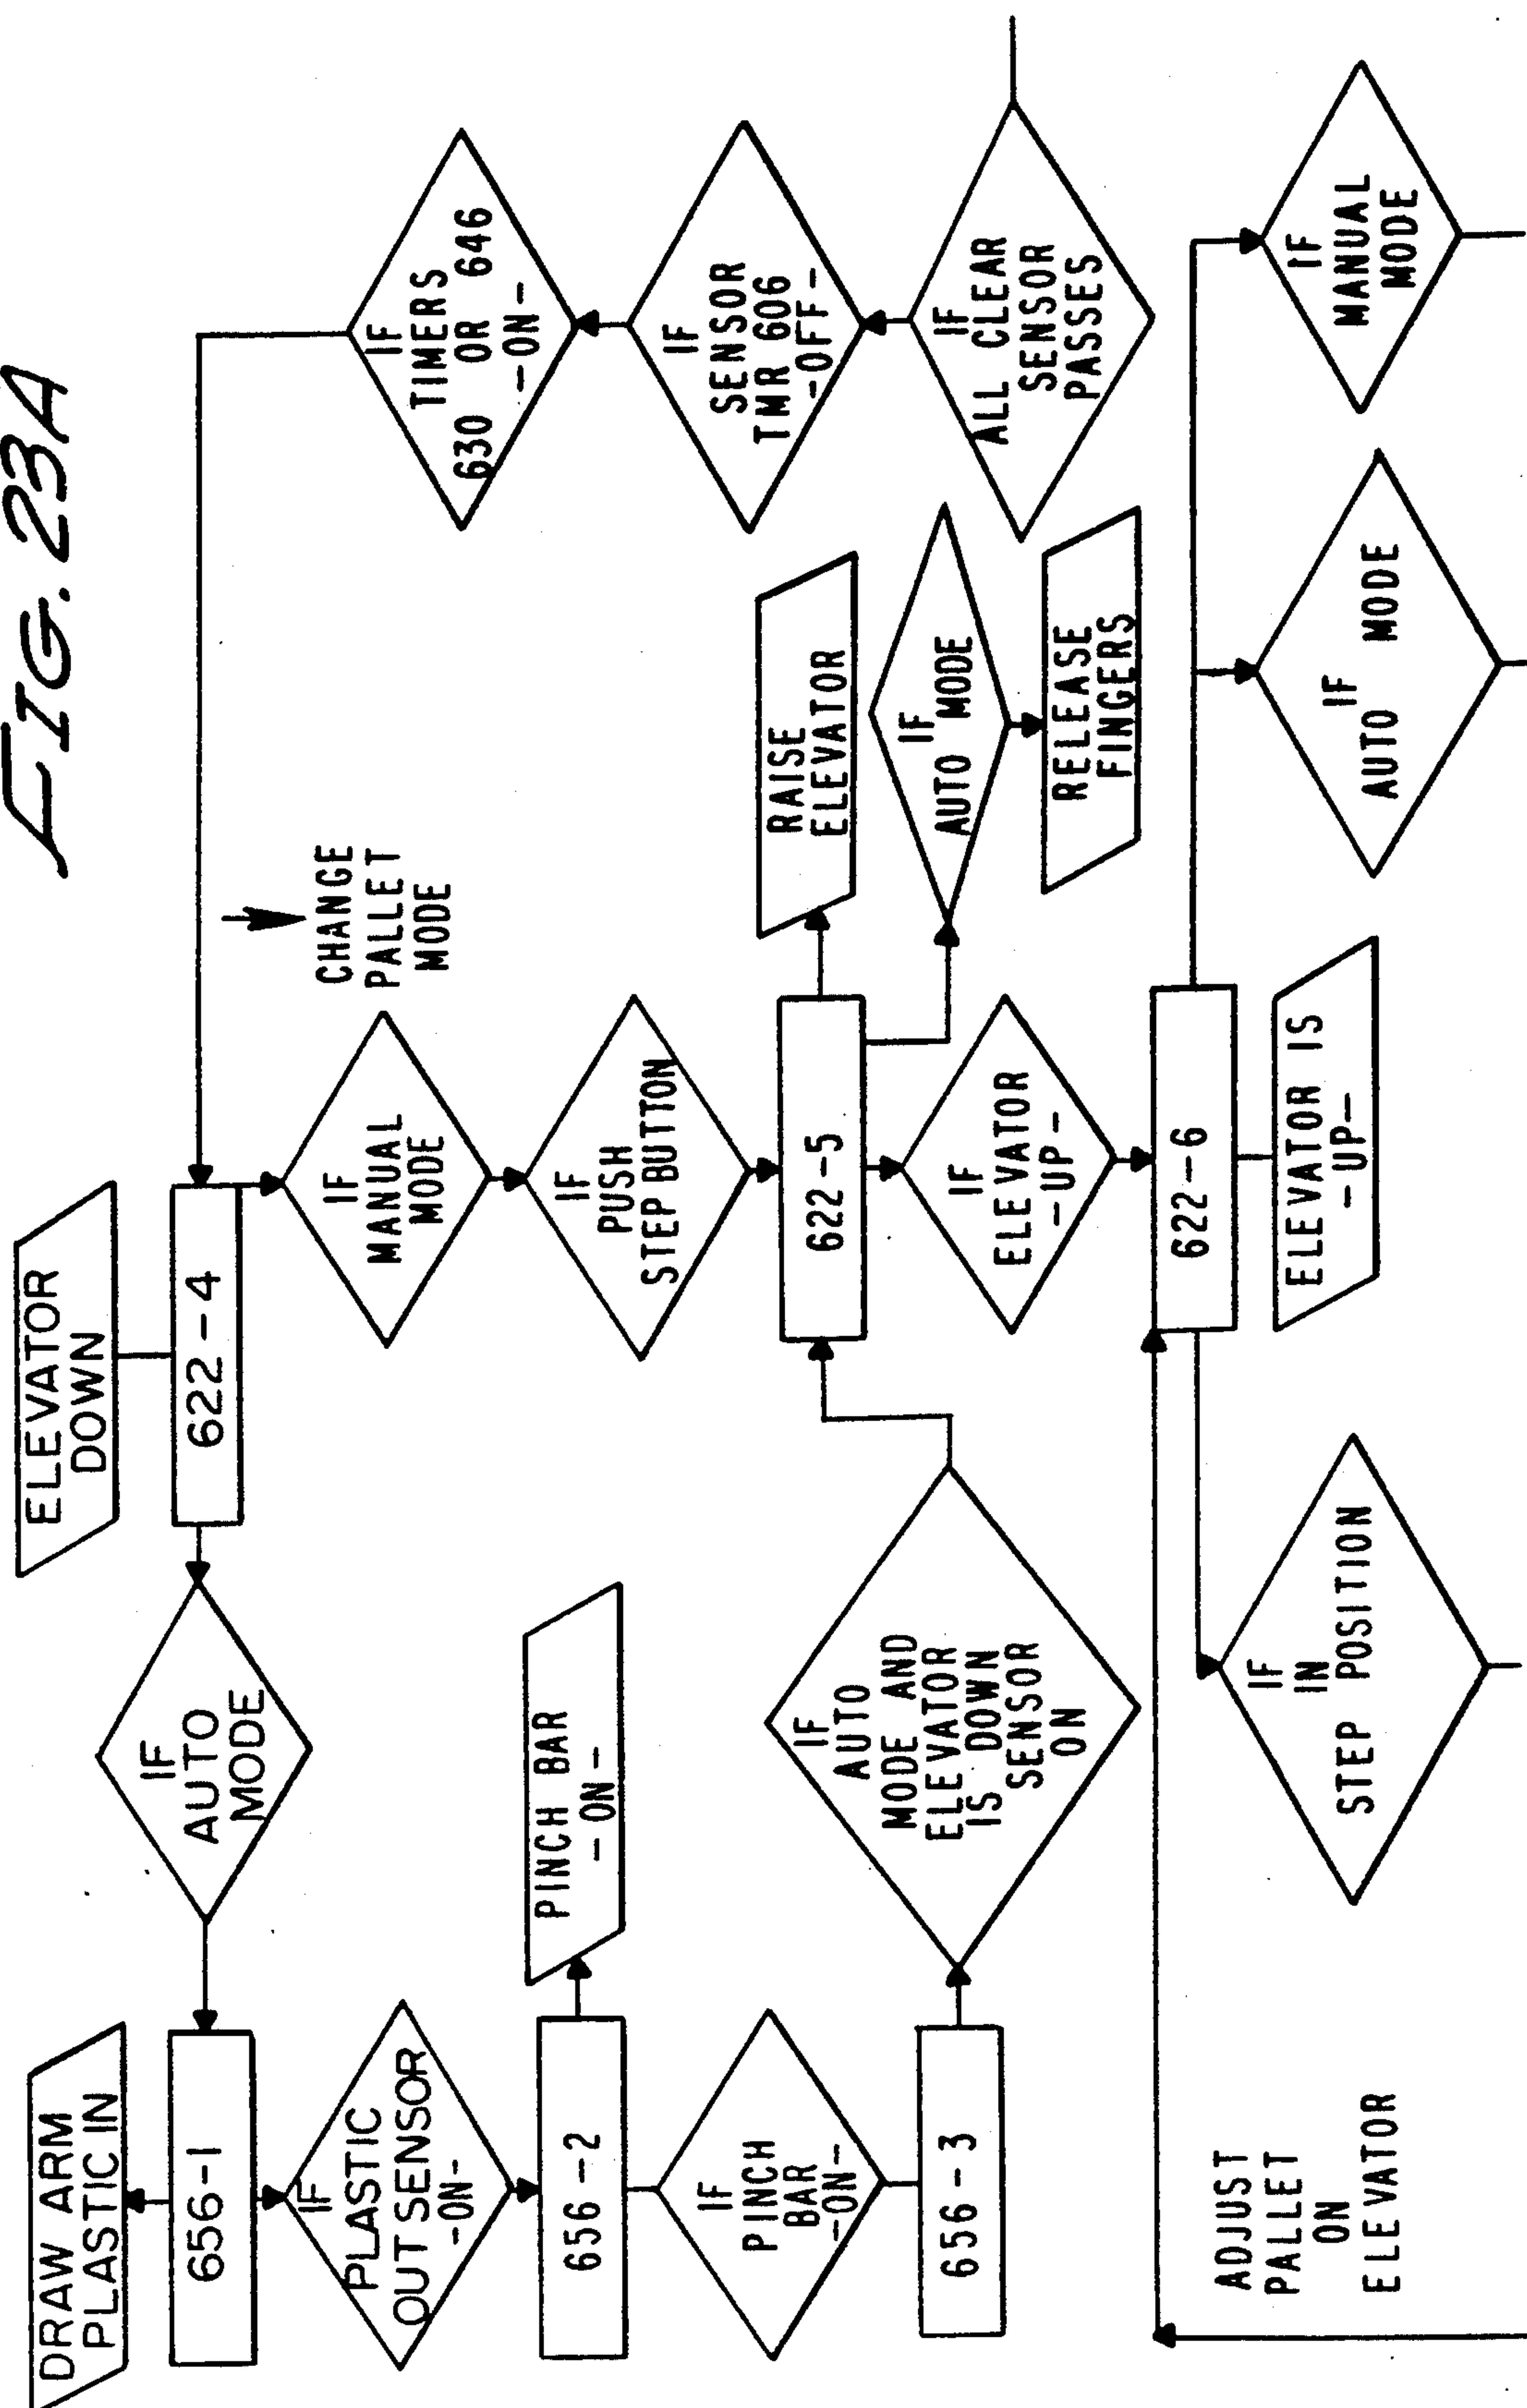 FIG. 23A
DRAW ARM
PLASTIC IN
656-1
IF
PLASTIC
OUT SENSOR
-ON-
656-2
PINCH BAR
-ON-
IF
PINCH
BAR
-ON-
656-3
IF
AUTO
MODE
ELEVATOR
DOWN
622-4
IF
MANUAL
MODE
IF
PUSH
STEP BUTTON
CHANGE
PALLET
MODE
IF
TIMERS
630 OR 646
-ON-
IF
SENSOR
TMR 606
-OFF-
IF
ALL CLEAR
SENSOR
PASSES
IF
AUTO
MODE AND
ELEVATOR
IS DOWN
SENSOR
ON
622-5
RAISE
ELEVATOR
IF
AUTO MODE
RELEASE
FINGERS
IF
ELEVATOR
-UP-
622-6
ELEVATOR IS
-UP-
ADJUST
PALLET
ON
ELEVATOR
IF
IN
STEP POSITION
IF
AUTO MODE
IF
MANUAL
MODE